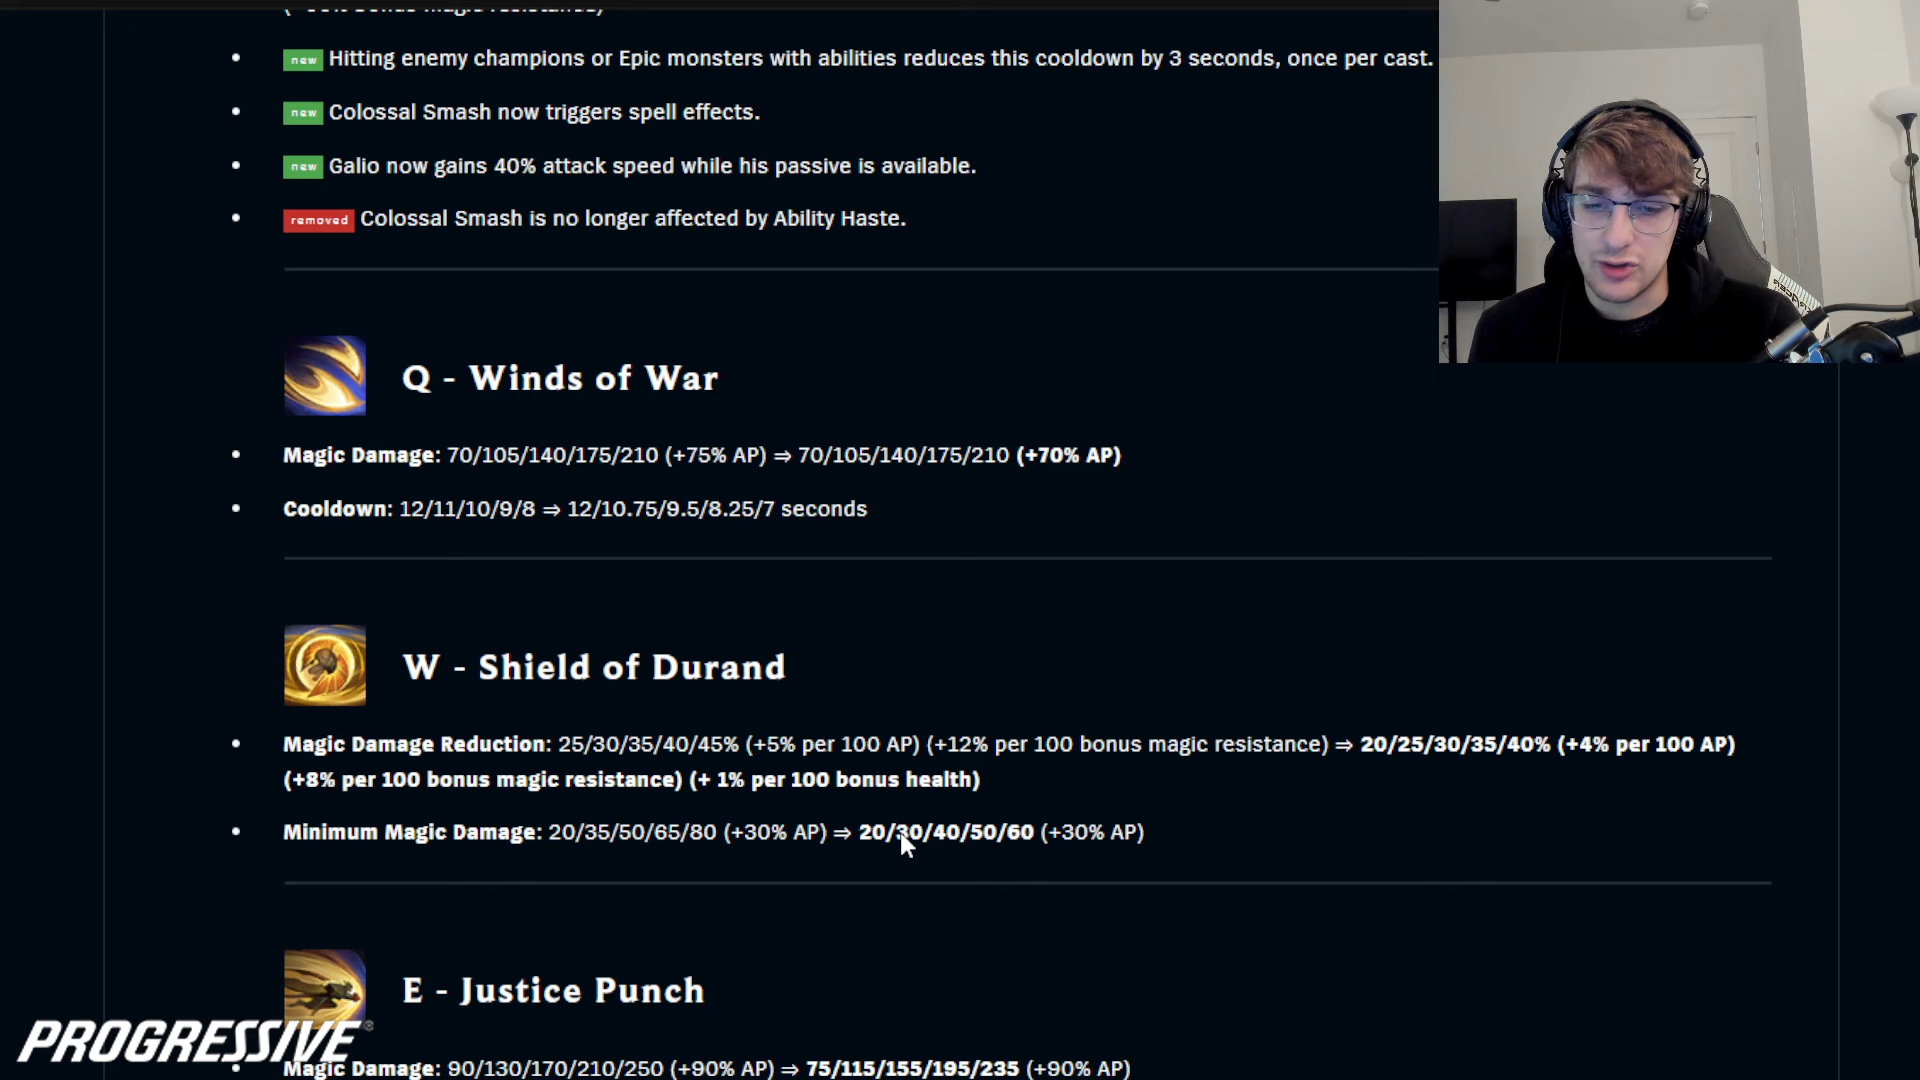 new Hitting enemy champions or Epic monsters with abilities reduces this cooldown by 3 seconds, once per cast.
new Colossal Smash now triggers spell effects.
new Galio now gains 40% attack speed while his passive is available.
removed Colossal Smash is no longer affected by Ability Haste.
Q - Winds of War
Magic Damage: 70/105/140/175/210 (+75% AP) ⇒ 70/105/140/175/210 (+70% AP)
Cooldown: 12/11/10/9/8 ⇒ 12/10.75/9.5/8.25/7 seconds
W - Shield of Durand
Magic Damage Reduction: 25/30/35/40/45% (+5% per 100 AP) (+12% per 100 bonus magic resistance) ⇒ 20/25/30/35/40% (+4% per 100 AP)
(+8% per 100 bonus magic resistance) (+ 1% per 100 bonus health)
Minimum Magic Damage: 20/35/50/65/80 (+30% AP) ⇒ 20/30/40/50/60 (+30% AP)
E - Justice Punch
PROGRESSIVE
Magic Damage: 90/130/170/210/250 (+90% AP) ⇒ 75/115/155/195/235 (+90% AP)